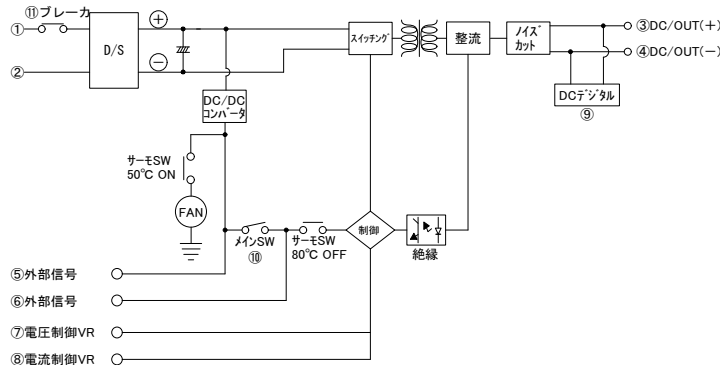 ⑪ブレーカ
①
②
D/S
+
−
スイッチング
整流
ノイズ
カット
③DC/OUT(+)
④DC/OUT(−)
DCデジタル
⑨
DC/DC
コンバータ
サーモSW
50℃ ON
FAN
メインSW
⑩
サーモSW
80℃ OFF
制御
絶縁
⑤外部信号
⑥外部信号
⑦電圧制御VR
⑧電流制御VR